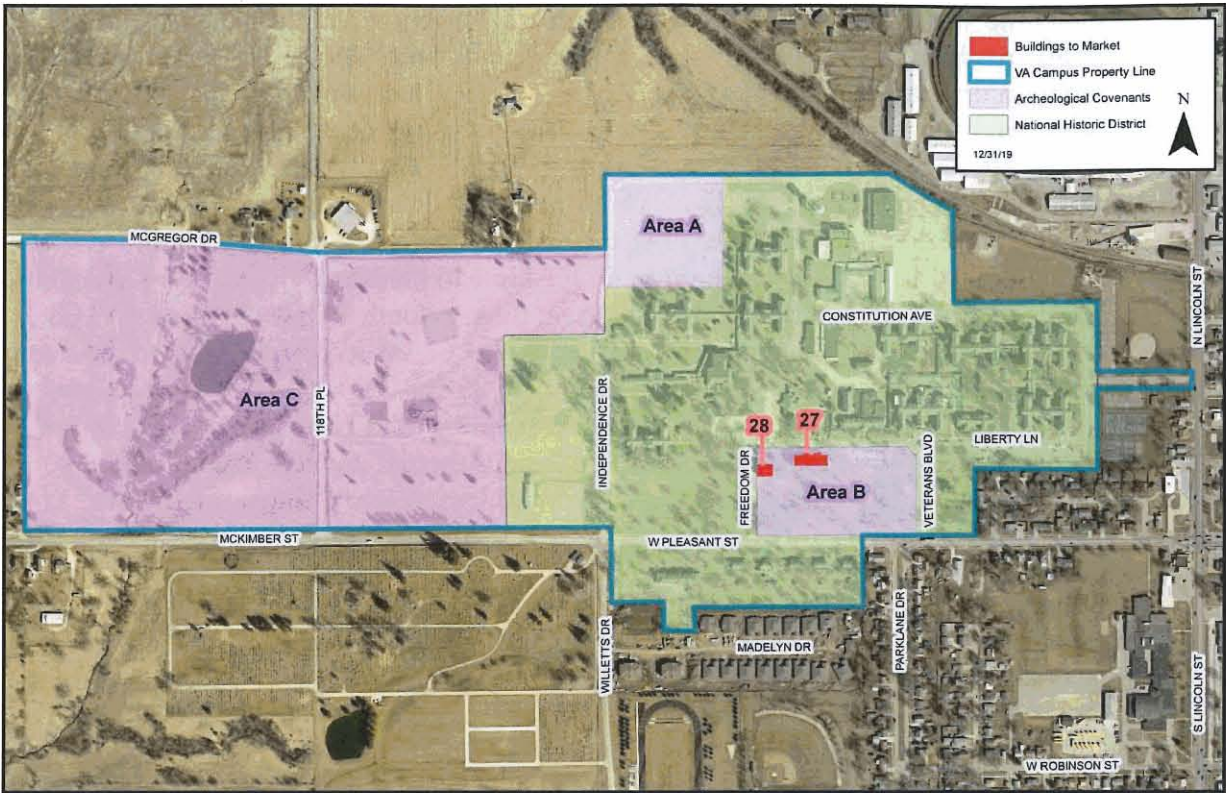 Buildings to Market
VA Campus Property Line
Archeological Covenants
National Historic District
12/31/19
N
MCGREGOR DR
Area A
CONSTITUTION AVE
N LINCOLN ST
118TH PL
Area C
INDEPENDENCE DR
28
27
FREEDOM DR
Area B
VETERANS BLVD
LIBERTY LN
MCKIMBER ST
W PLEASANT ST
WILLETTS DR
MADELYN DR
PARKLANE DR
S LINCOLN ST
W ROBINSON ST